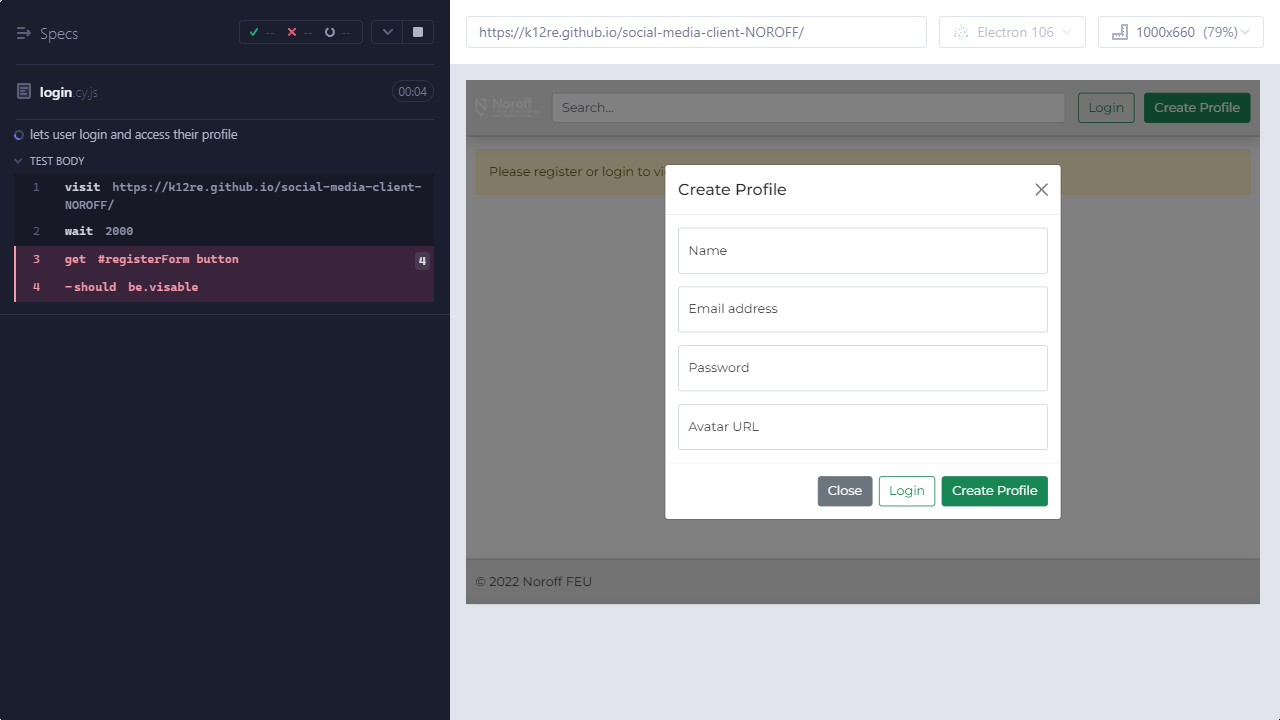 Specs
-- -- --
login.cy.js
00:04
lets user login and access their profile
TEST BODY
1 visit https://k12re.github.io/social-media-client-
NOROFF/
2 wait 2000
3 get #registerForm button 4
4 -should be.visable
https://k12re.github.io/social-media-client-NOROFF/
Electron 106
1000x660 (79%)
Noroff
Search...
Login
Create Profile
Please register or login to vi
Create Profile
Name
Email address
Password
Avatar URL
Close
Login
Create Profile
© 2022 Noroff FEU